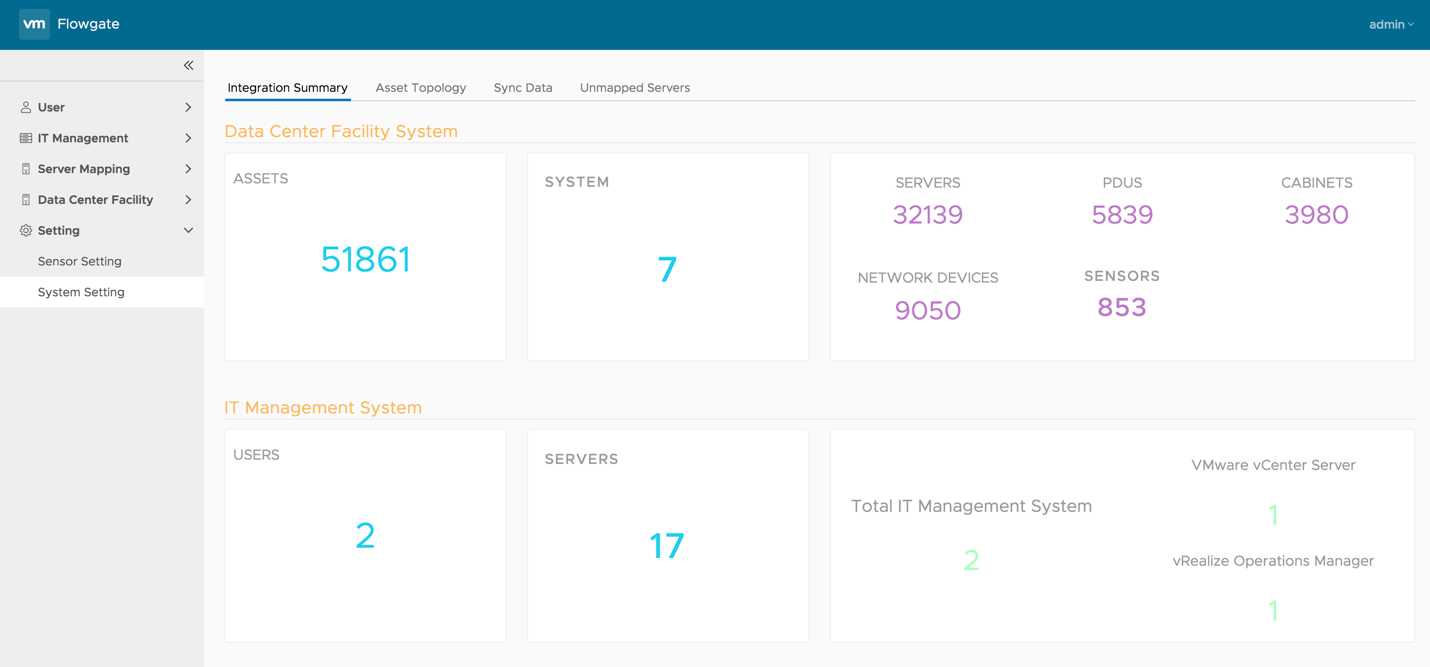 vm Flowgate
admin
User
IT Management
Server Mapping
Data Center Facility
Setting
Sensor Setting
System Setting
Integration Summary Asset Topology Sync Data Unmapped Servers
Data Center Facility System
ASSETS
51861
SYSTEM
7
SERVERS
32139
PDUS
5839
CABINETS
3980
NETWORK DEVICES
9050
SENSORS
853
IT Management System
USERS
2
SERVERS
17
Total IT Management System
2
VMware vCenter Server
1
vRealize Operations Manager
1